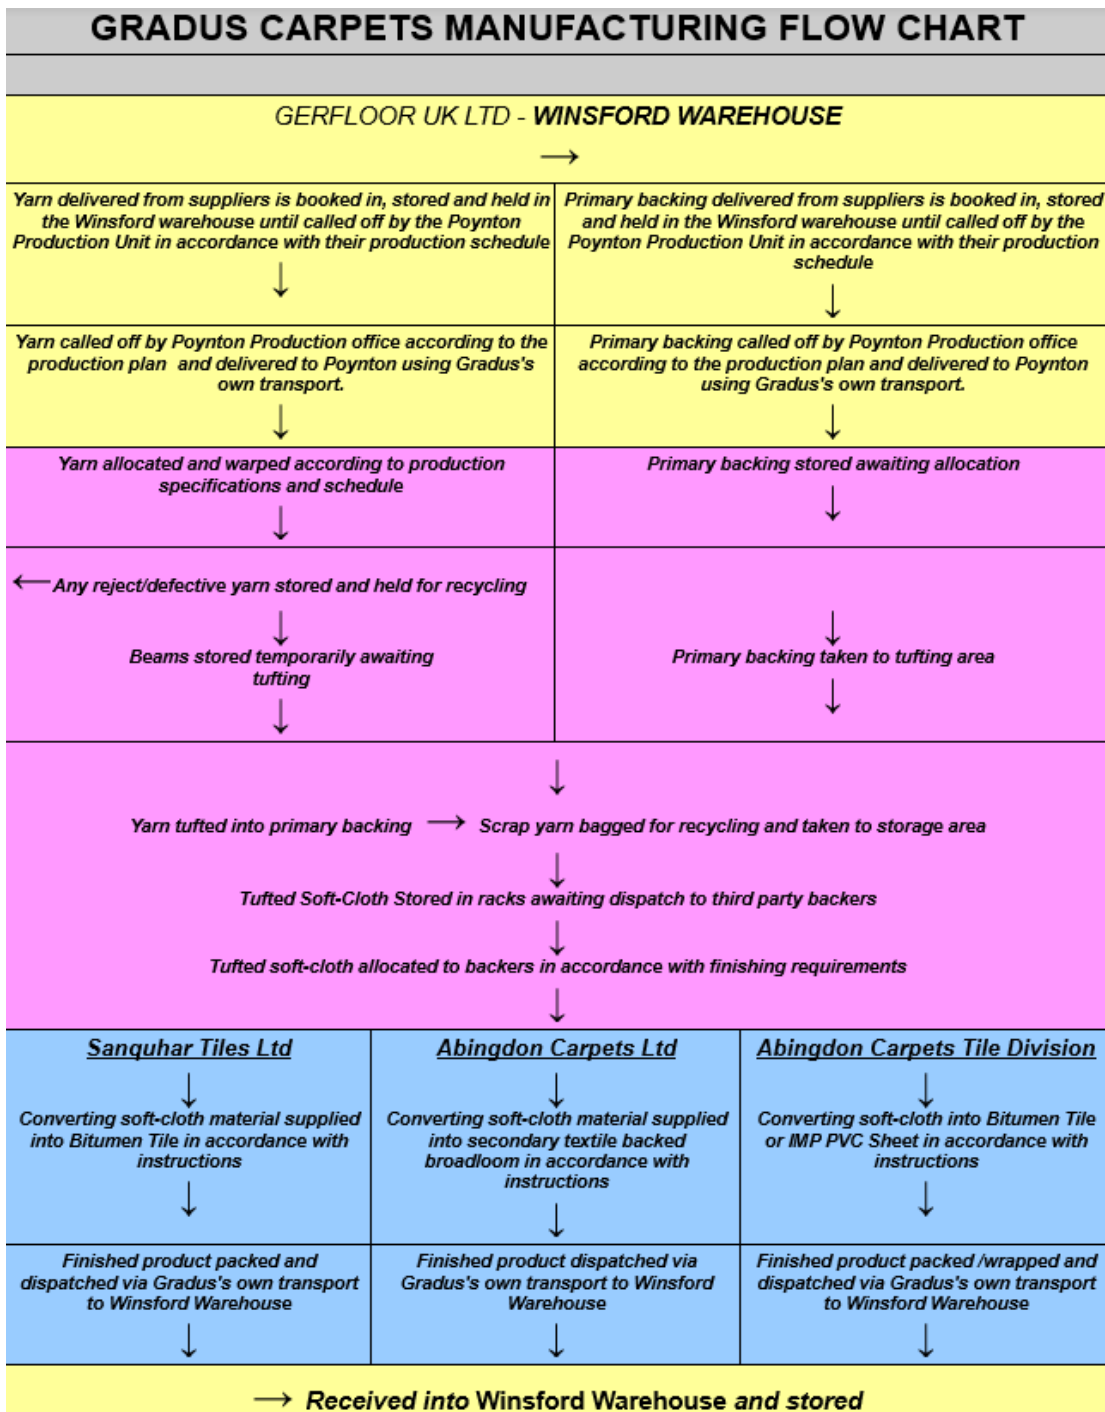 GRADUS CARPETS MANUFACTURING FLOW CHART
GERFLOOR UK LTD - WINSFORD WAREHOUSE
→
Yarn delivered from suppliers is booked in, stored and held in
the Winsford warehouse until called off by the Poynton
Production Unit in accordance with their production schedule
↓
Primary backing delivered from suppliers is booked in, stored
and held in the Winsford warehouse until called off by the
Poynton Production Unit in accordance with their production
schedule
↓
Yarn called off by Poynton Production office according to the
production plan and delivered to Poynton using Gradus's
own transport.
↓
Primary backing called off by Poynton Production office
according to the production plan and delivered to Poynton
using Gradus's own transport.
↓
Yarn allocated and warped according to production
specifications and schedule
↓
Primary backing stored awaiting allocation
↓
← Any reject/defective yarn stored and held for recycling
↓
Beams stored temporarily awaiting
tufting
↓
↓
Primary backing taken to tufting area
↓
↓
Yarn tufted into primary backing → Scrap yarn bagged for recycling and taken to storage area
↓
Tufted Soft-Cloth Stored in racks awaiting dispatch to third party backers
↓
Tufted soft-cloth allocated to backers in accordance with finishing requirements
↓
Sanquhar Tiles Ltd
↓
Converting soft-cloth material supplied
into Bitumen Tile in accordance with
instructions
↓
Abingdon Carpets Ltd
↓
Converting soft-cloth material supplied
into secondary textile backed
broadloom in accordance with
instructions
↓
Abingdon Carpets Tile Division
↓
Converting soft-cloth into Bitumen Tile
or IMP PVC Sheet in accordance with
instructions
↓
Finished product packed and
dispatched via Gradus's own transport
to Winsford Warehouse
↓
Finished product dispatched via
Gradus's own transport to Winsford
Warehouse
↓
Finished product packed /wrapped and
dispatched via Gradus's own transport
to Winsford Warehouse
↓
→ Received into Winsford Warehouse and stored